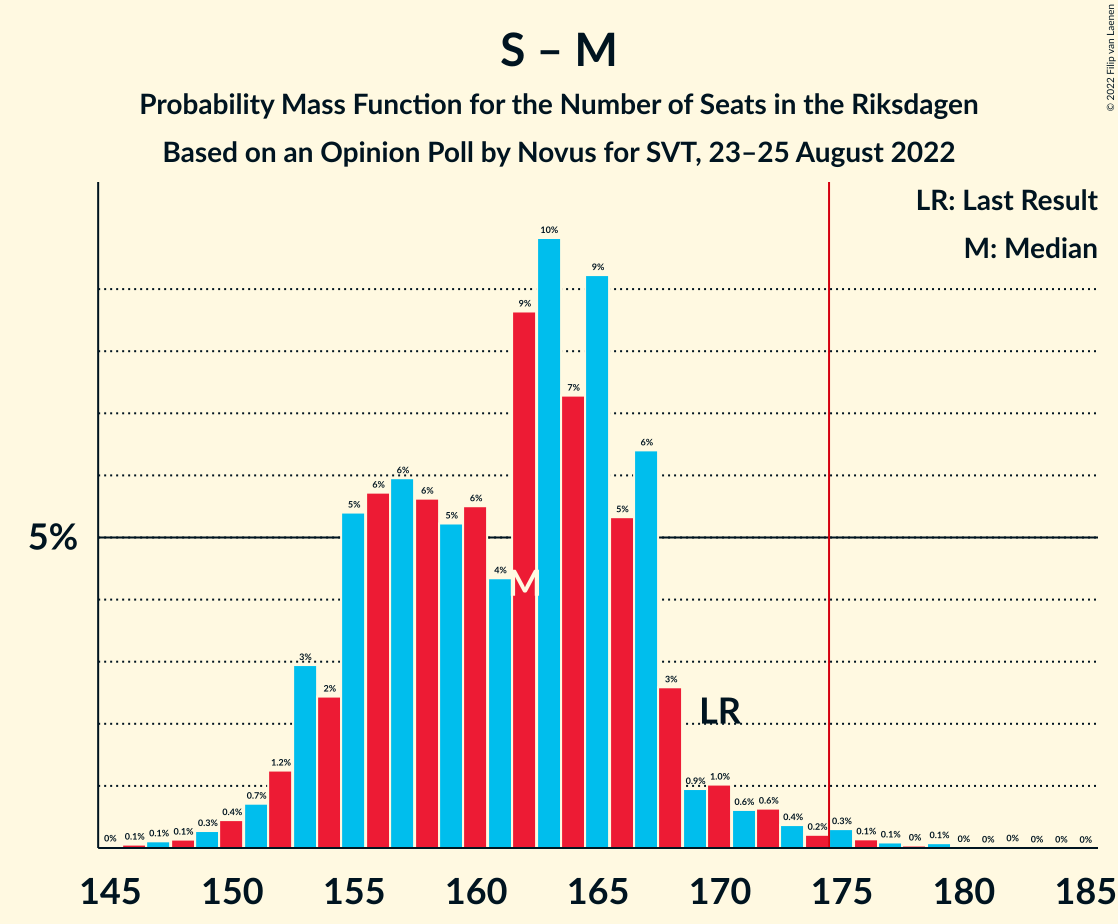 S – M
Probability Mass Function for the Number of Seats in the Riksdagen
Based on an Opinion Poll by Novus for SVT, 23–25 August 2022
© 2022 Filip van Laenen
LR: Last Result
M: Median
5%
0% 0.1% 0.1% 0.1% 0.3% 0.4% 0.7% 1.2% 3% 2% 5% 6% 6% 6% 5% 6% 4% 9% 10% 7% 9% 5% 6% 3% 0.9% 1.0% 0.6% 0.6% 0.4% 0.2% 0.3% 0.1% 0.1% 0% 0.1% 0% 0% 0% 0% 0% 0%
M
LR
145 150 155 160 165 170 175 180 185